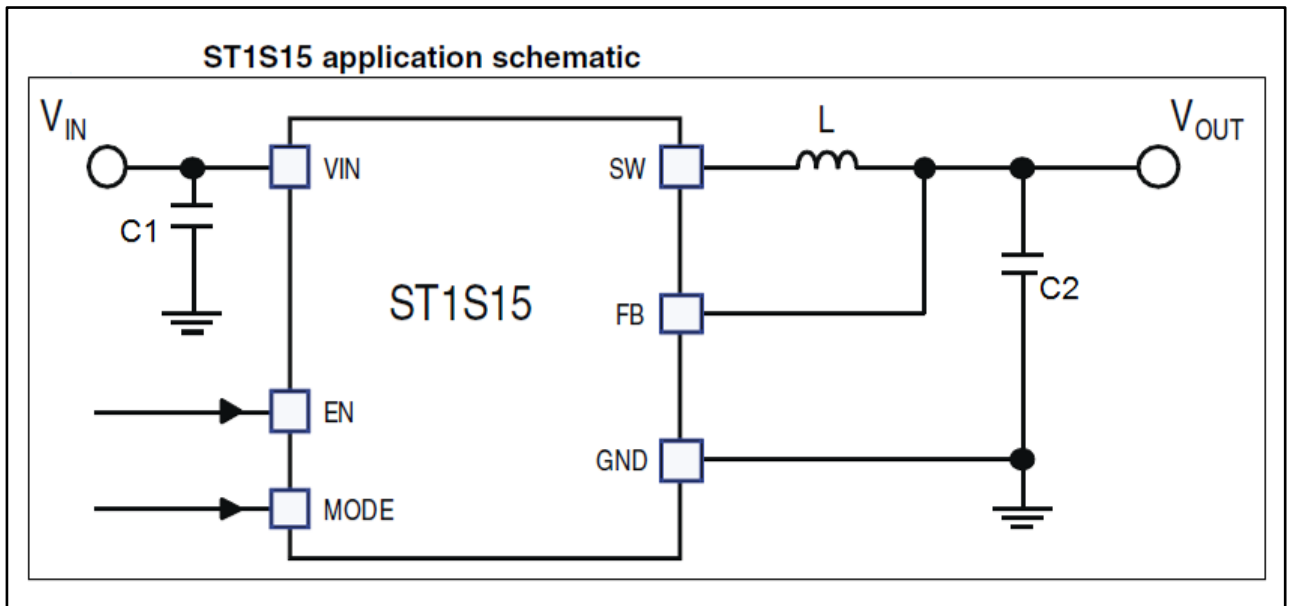 ST1S15 application schematic
VIN
VOUT
L
VIN
SW
C1
ST1S15
FB
C2
EN
GND
MODE